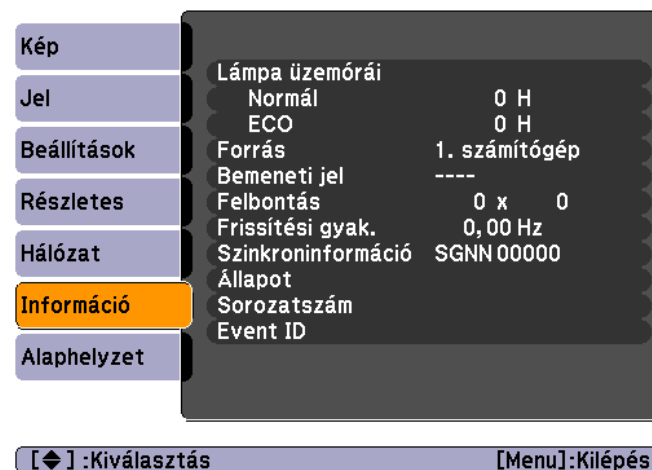 Kép
Jel
Beállítások
Részletes
Hálózat
Információ
Alaphelyzet
Lámpa üzemórái
Normál 0 H
ECO 0 H
Forrás 1. számítógép
Bemeneti jel ----
Felbontás 0 x 0
Frissítési gyak. 0,00 Hz
Szinkroninformáció SGNN 00000
Állapot
Sorozatszám
Event ID
[◆] :Kiválasztás [Menu]:Kilépés